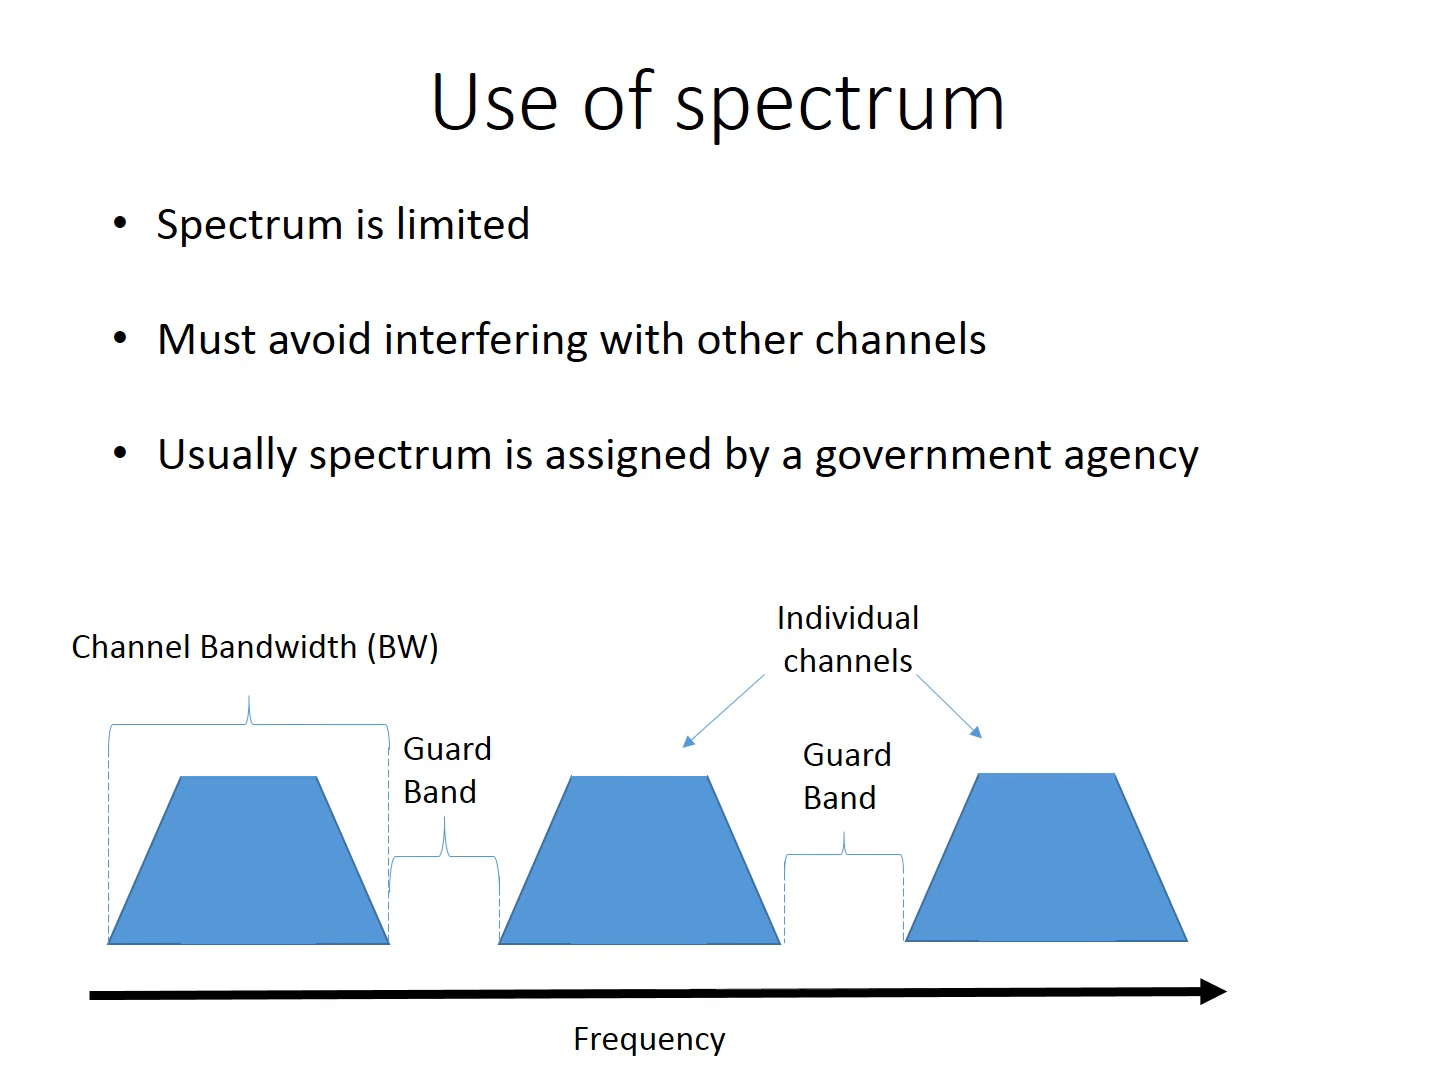 Use of spectrum
• Spectrum is limited
• Must avoid interfering with other channels
• Usually spectrum is assigned by a government agency
Channel Bandwidth (BW)
Individual
channels
Guard
Band
Guard
Band
Frequency